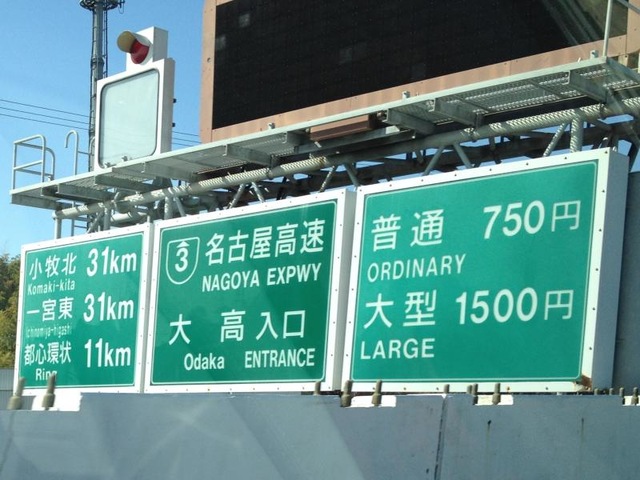 小牧北 31km
Komaki-kita
一宮東 31km
Ichinomiya-higashi
都心環状 11km
Ring
3 名古屋高速
NAGOYA EXPWY
大高入口
Odaka ENTRANCE
普通 750円
ORDINARY
大型 1500円
LARGE